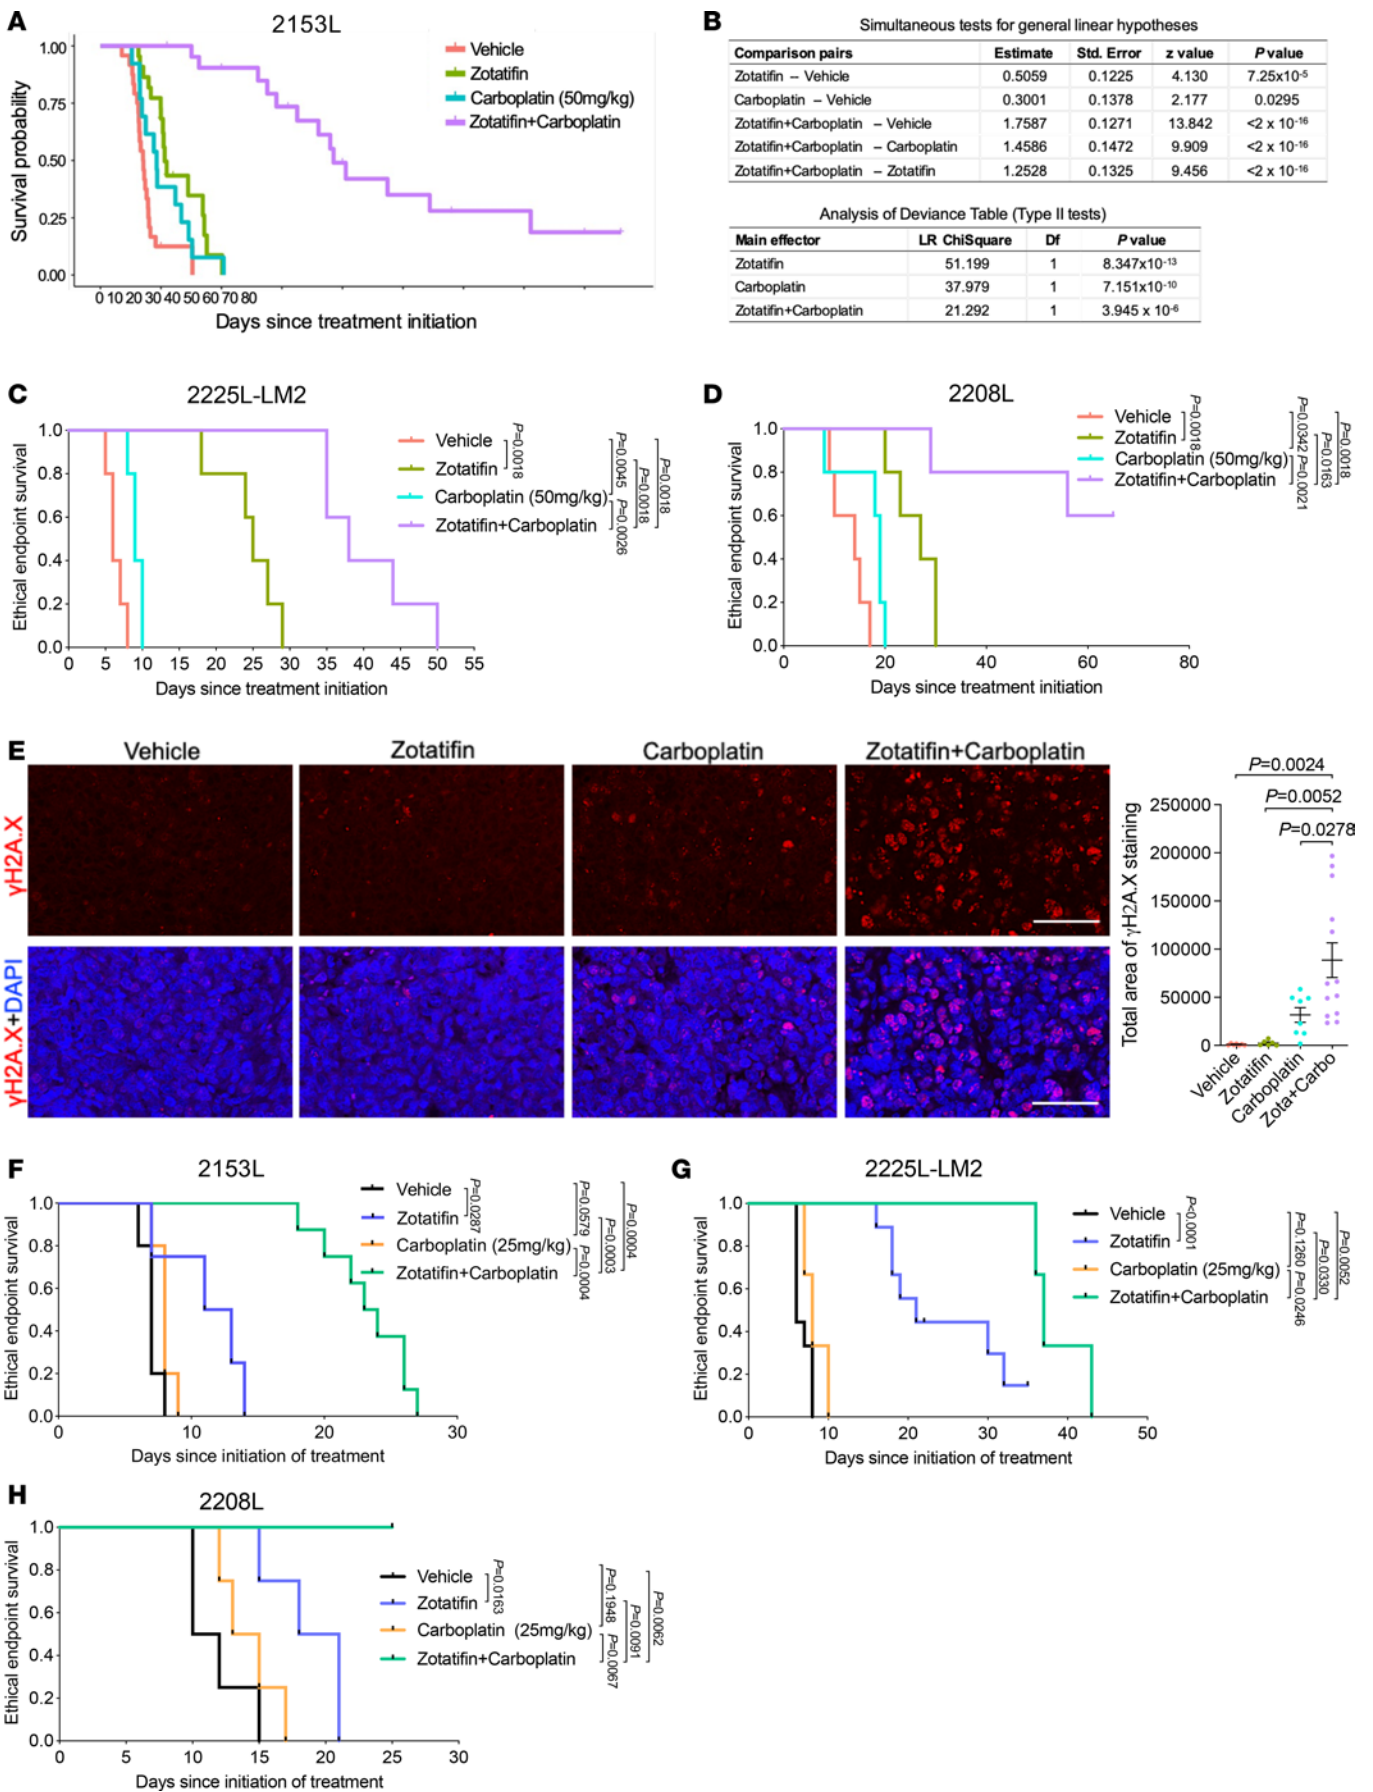 A
2153L
Survival probability
1.00
0.75
0.50
0.25
0.00
0 10 20 30 40 50 60 70 80
Days since treatment initiation
Vehicle
Zotatifin
Carboplatin (50mg/kg)
Zotatifin+Carboplatin
B
Simultaneous tests for general linear hypotheses
Comparison pairs Estimate Std. Error z value P value
Zotatifin – Vehicle 0.5059 0.1225 4.130 7.25x10-5
Carboplatin – Vehicle 0.3001 0.1378 2.177 0.0295
Zotatifin+Carboplatin – Vehicle 1.7587 0.1271 13.842 <2 x 10-16
Zotatifin+Carboplatin – Carboplatin 1.4586 0.1472 9.909 <2 x 10-16
Zotatifin+Carboplatin – Zotatifin 1.2528 0.1325 9.456 <2 x 10-16
Analysis of Deviance Table (Type II tests)
Main effector LR ChiSquare Df P value
Zotatifin 51.199 1 8.347x10-13
Carboplatin 37.979 1 7.151x10-10
Zotatifin+Carboplatin 21.292 1 3.945 x 10-6
C
2225L-LM2
Ethical endpoint survival
1.0
0.8
0.6
0.4
0.2
0.0
0 5 10 15 20 25 30 35 40 45 50 55
Days since treatment initiation
Vehicle
Zotatifin
Carboplatin (50mg/kg)
Zotatifin+Carboplatin
P=0.0018
P=0.0045
P=0.0026
P=0.0018
P=0.0018
D
2208L
Ethical endpoint survival
1.0
0.8
0.6
0.4
0.2
0.0
0 20 40 60 80
Days since treatment initiation
Vehicle
Zotatifin
Carboplatin (50mg/kg)
Zotatifin+Carboplatin
P=0.0018
P=0.0342
P=0.0021
P=0.0163
P=0.0018
E
Vehicle Zotatifin Carboplatin Zotatifin+Carboplatin
γH2A.X
γH2A.X+DAPI
Total area of γH2A.X staining
P=0.0024
P=0.0052
P=0.0278
250000
200000
150000
100000
50000
0
Vehicle
Zotatifin
Carboplatin
Zota+Carbo
F
2153L
Ethical endpoint survival
1.0
0.8
0.6
0.4
0.2
0.0
0 10 20 30
Days since initiation of treatment
Vehicle
Zotatifin
Carboplatin (25mg/kg)
Zotatifin+Carboplatin
P=0.0287
P=0.0579
P=0.0004
P=0.0003
P=0.0004
G
2225L-LM2
Ethical endpoint survival
1.0
0.8
0.6
0.4
0.2
0.0
0 10 20 30 40 50
Days since initiation of treatment
Vehicle
Zotatifin
Carboplatin (25mg/kg)
Zotatifin+Carboplatin
P<0.0001
P=0.1260
P=0.0246
P=0.0330
P=0.0052
H
2208L
Ethical endpoint survival
1.0
0.8
0.6
0.4
0.2
0.0
0 5 10 15 20 25 30
Days since initiation of treatment
Vehicle
Zotatifin
Carboplatin (25mg/kg)
Zotatifin+Carboplatin
P=0.0163
P=0.1948
P=0.0067
P=0.0091
P=0.0062